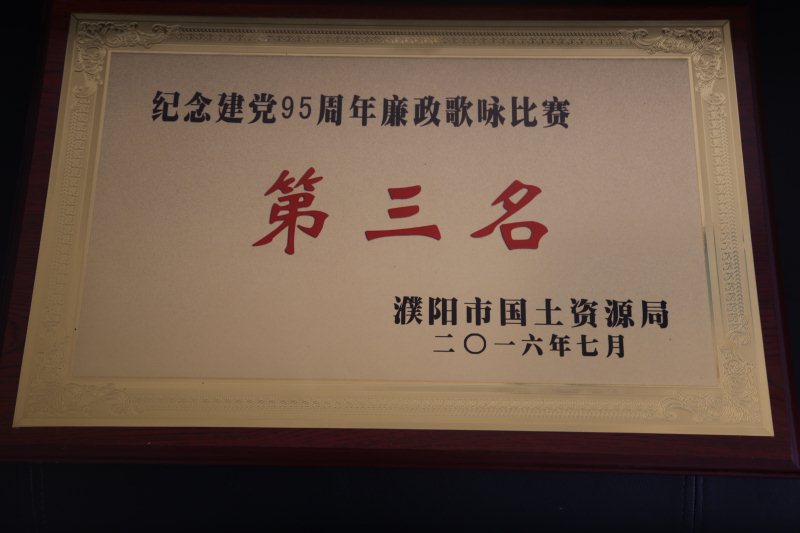 纪念建党95周年廉政歌咏比赛
第三名
濮阳市国土资源局
二〇一六年七月